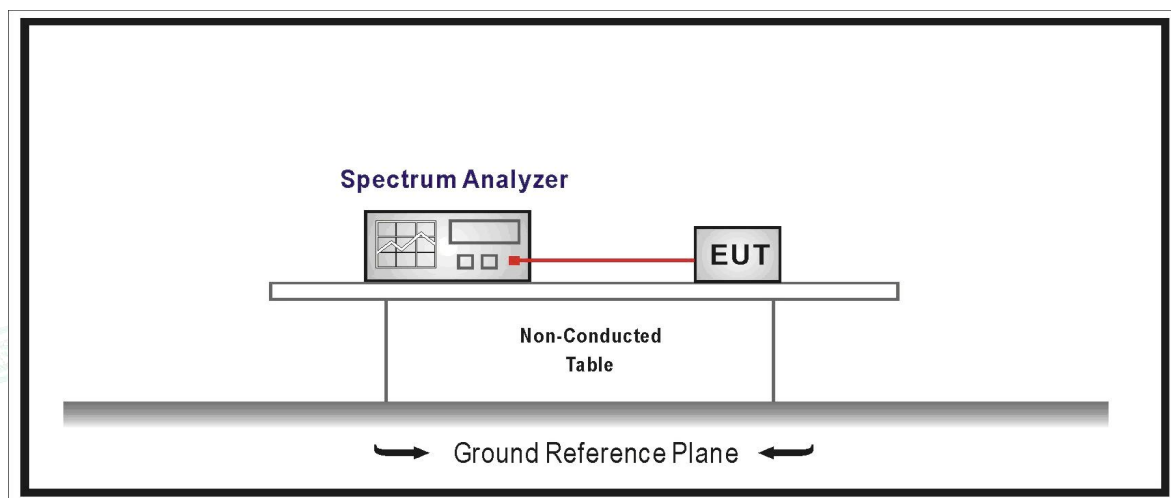 Spectrum Analyzer
EUT
Non-Conducted
Table
Ground Reference Plane